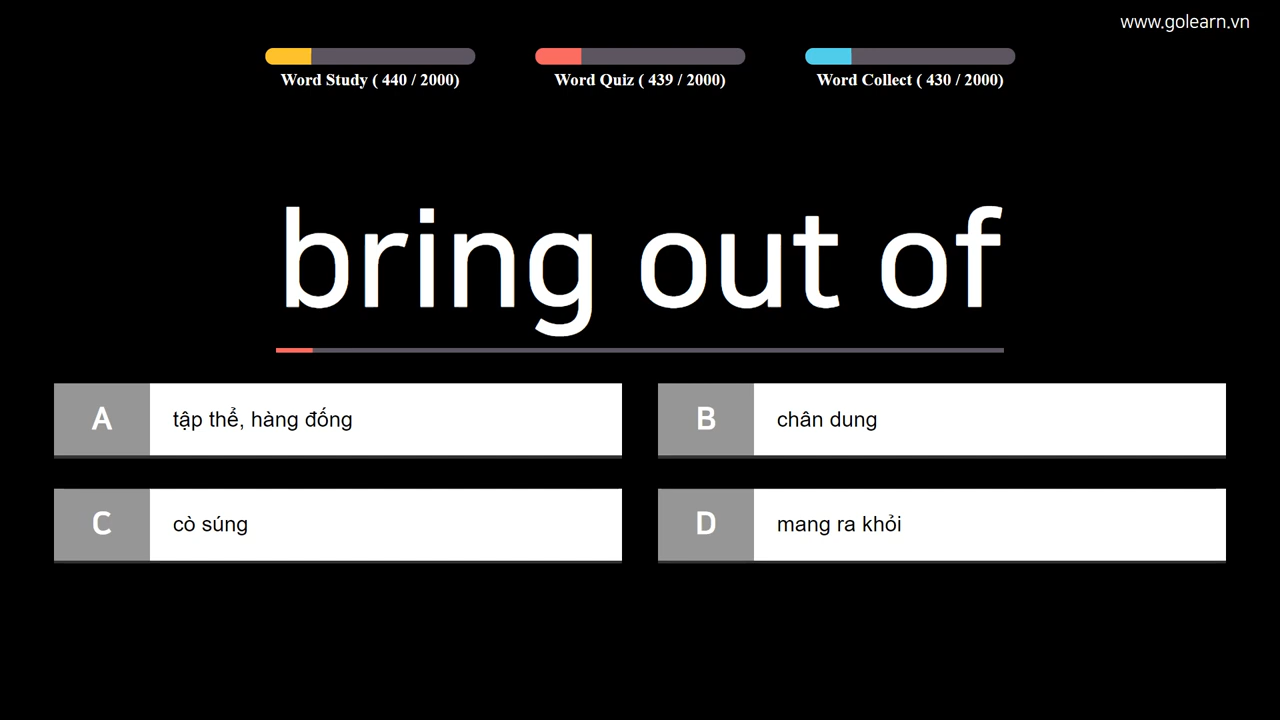 www.golearn.vn
Word Study ( 440 / 2000)
Word Quiz ( 439 / 2000)
Word Collect ( 430 / 2000)
bring out of
A
tập thể, hàng đống
B
chân dung
C
cò súng
D
mang ra khỏi